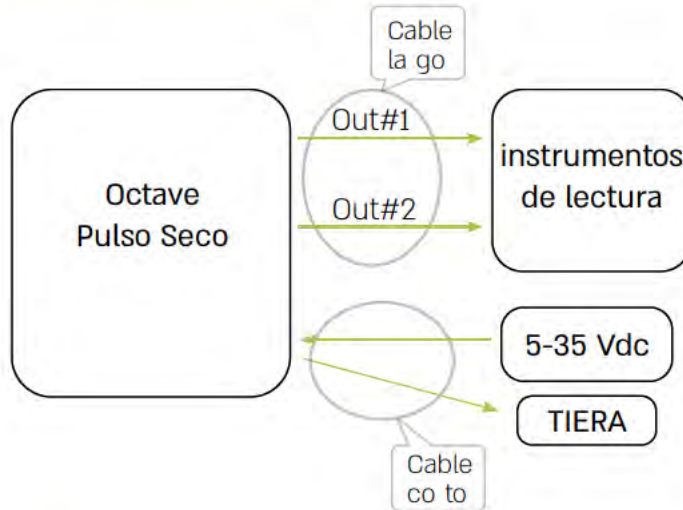 Cable
la go
Out#1
Out#2
Octave
Pulso Seco
instrumentos
de lectura
5-35 Vdc
TIERA
Cable
co to